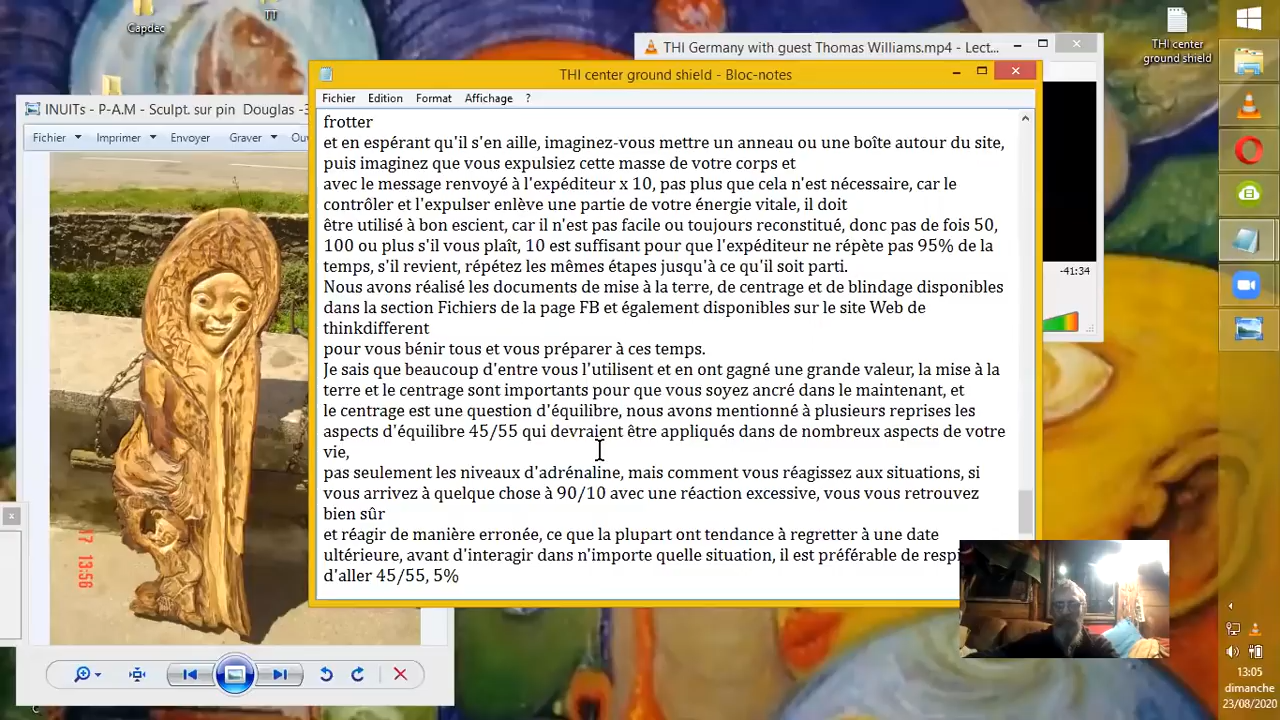 Capdec
TT
THI center
ground shield
THI Germany with guest Thomas Williams.mp4 - Lect...
THI center ground shield - Bloc-notes
Fichier Edition Format Affichage ?
INUITs - P-A.M - Sculpt. sur pin Douglas -3
Fichier Imprimer Envoyer Graver Ou
frotter
et en espérant qu'il s'en aille, imaginez-vous mettre un anneau ou une boîte autour du site,
puis imaginez que vous expulsiez cette masse de votre corps et
avec le message renvoyé à l'expéditeur x 10, pas plus que cela n'est nécessaire, car le
contrôler et l'expulser enlève une partie de votre énergie vitale, il doit
être utilisé à bon escient, car il n'est pas facile ou toujours reconstitué, donc pas de fois 50,
100 ou plus s'il vous plaît, 10 est suffisant pour que l'expéditeur ne répète pas 95% de la
temps, s'il revient, répétez les mêmes étapes jusqu'à ce qu'il soit parti.
Nous avons réalisé les documents de mise à la terre, de centrage et de blindage disponibles
dans la section Fichiers de la page FB et également disponibles sur le site Web de
thinkdifferent
pour vous bénir tous et vous préparer à ces temps.
Je sais que beaucoup d'entre vous l'utilisent et en ont gagné une grande valeur, la mise à la
terre et le centrage sont importants pour que vous soyez ancré dans le maintenant, et
le centrage est une question d'équilibre, nous avons mentionné à plusieurs reprises les
aspects d'équilibre 45/55 qui devraient être appliqués dans de nombreux aspects de votre
vie,
pas seulement les niveaux d'adrénaline, mais comment vous réagissez aux situations, si
vous arrivez à quelque chose à 90/10 avec une réaction excessive, vous vous retrouvez
bien sûr
et réagir de manière erronée, ce que la plupart ont tendance à regretter à une date
ultérieure, avant d'interagir dans n'importe quelle situation, il est préférable de respi
d'aller 45/55, 5%
-41:34
17 13:56
13:05
dimanche
23/08/2020